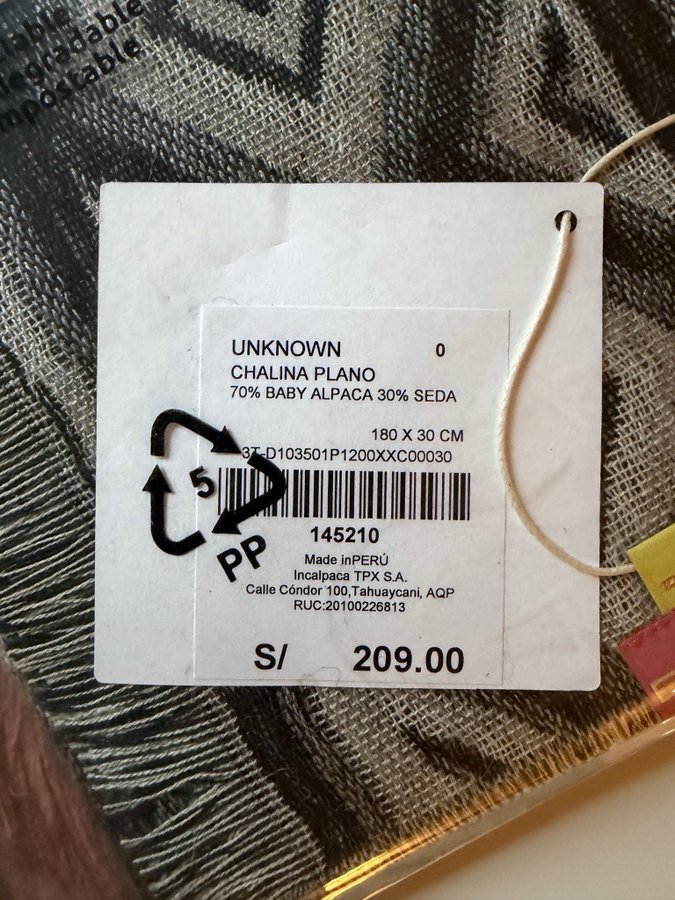 degradable
UNKNOWN 0
CHALINA PLANO
70% BABY ALPACA 30% SEDA
180 X 30 CM
3T-D103501P1200XXC00030
5
PP
145210
Made inPERÚ
Incalpaca TPX S.A.
Calle Cóndor 100,Tahuaycani, AQP
RUC:20100226813
S/ 209.00